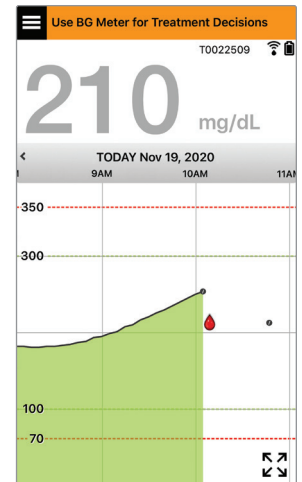 Use BG Meter for Treatment Decisions
T0022509
210 mg/dL
< TODAY Nov 19, 2020
9AM 10AM 11AM
350
300
100
70